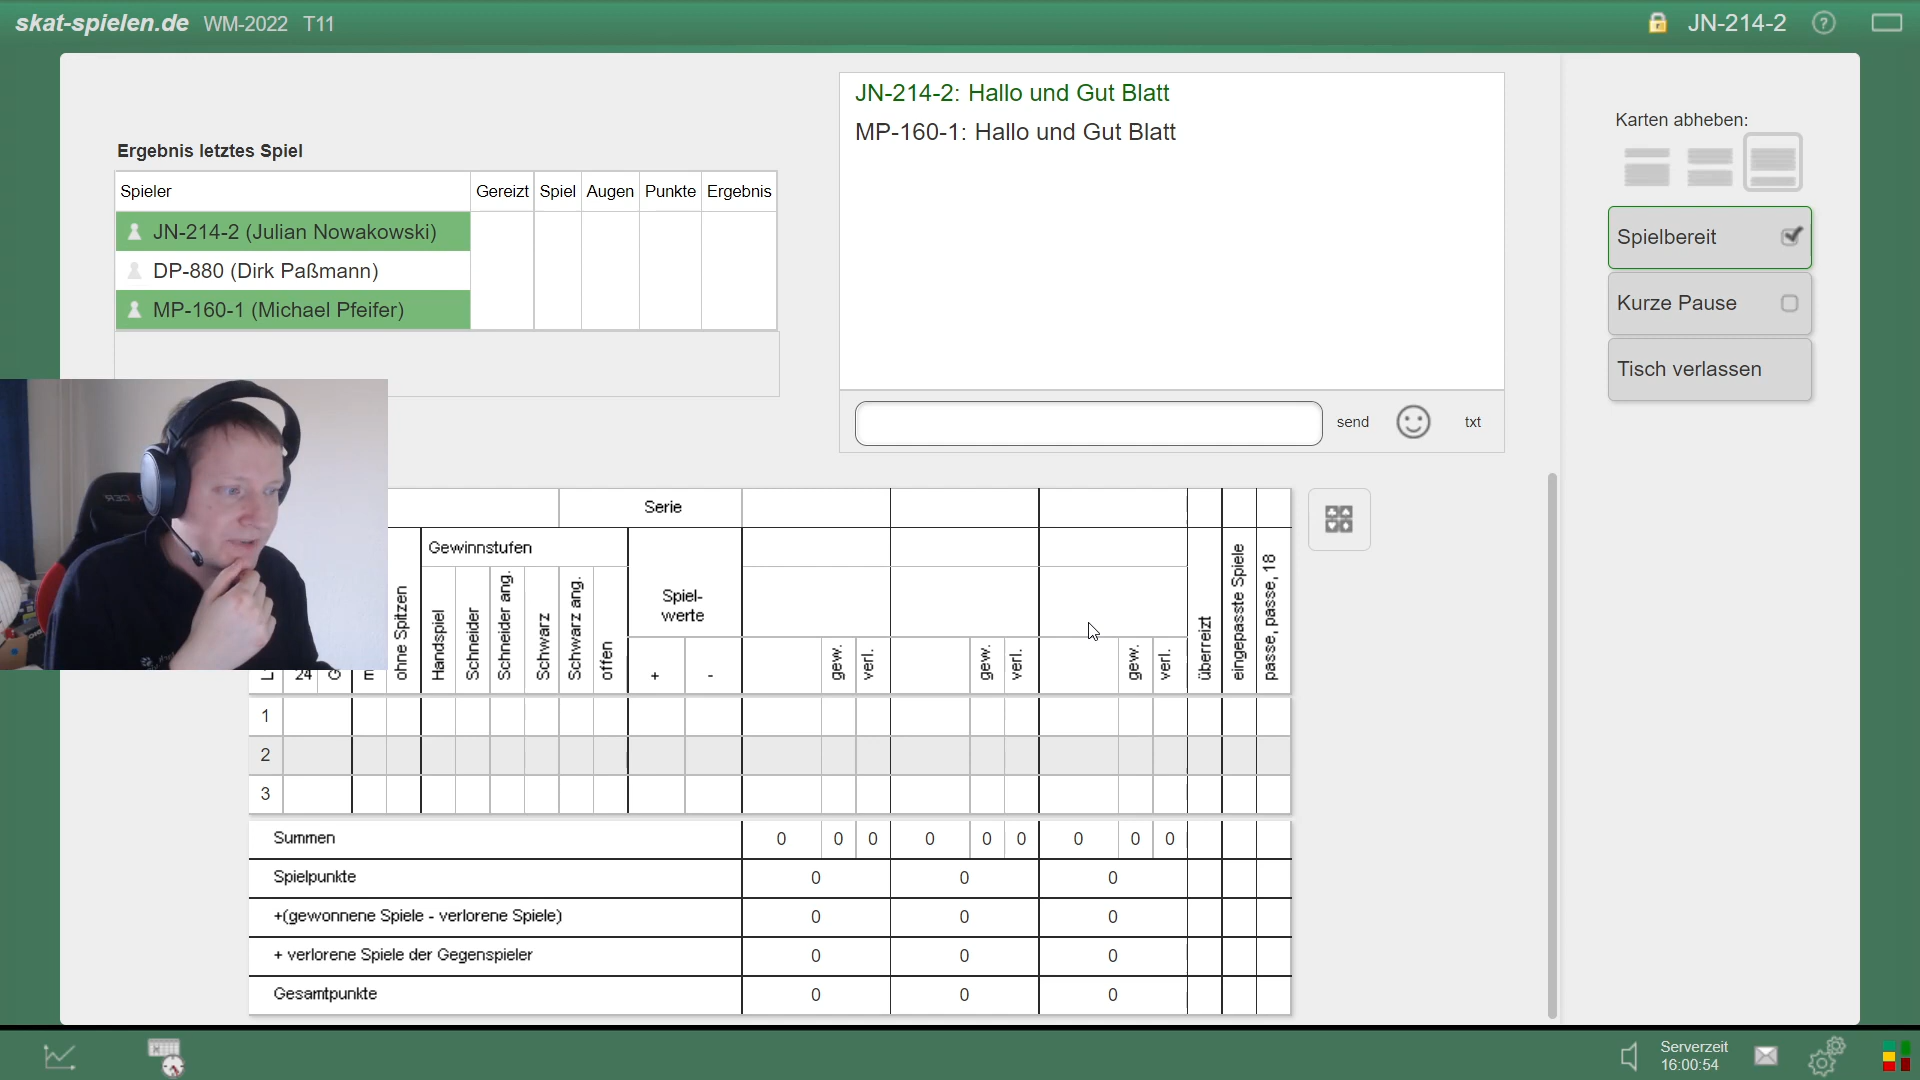 skat-spielen.de WM-2022 T11
JN-214-2
Ergebnis letztes Spiel
Spieler Gereizt Spiel Augen Punkte Ergebnis
JN-214-2 (Julian Nowakowski)
DP-880 (Dirk Paßmann)
MP-160-1 (Michael Pfeifer)
JN-214-2: Hallo und Gut Blatt
MP-160-1: Hallo und Gut Blatt
send txt
Karten abheben:
Spielbereit
Kurze Pause
Tisch verlassen
Serie
Gewinnstufen
ohne Spitzen
Handspiel
Schneider
Schneider ang.
Schwarz
Schwarz ang.
offen
Spiel-
werte
+ -
gew. verl. gew. verl. gew. verl.
überreizt
eingepasste Spiele
passe, passe, 18
24 G
1
2
3
Summen 0 0 0 0 0 0 0 0 0
Spielpunkte 0 0 0
+(gewonnene Spiele - verlorene Spiele) 0 0 0
+ verlorene Spiele der Gegenspieler 0 0 0
Gesamtpunkte 0 0 0
Serverzeit
16:00:54